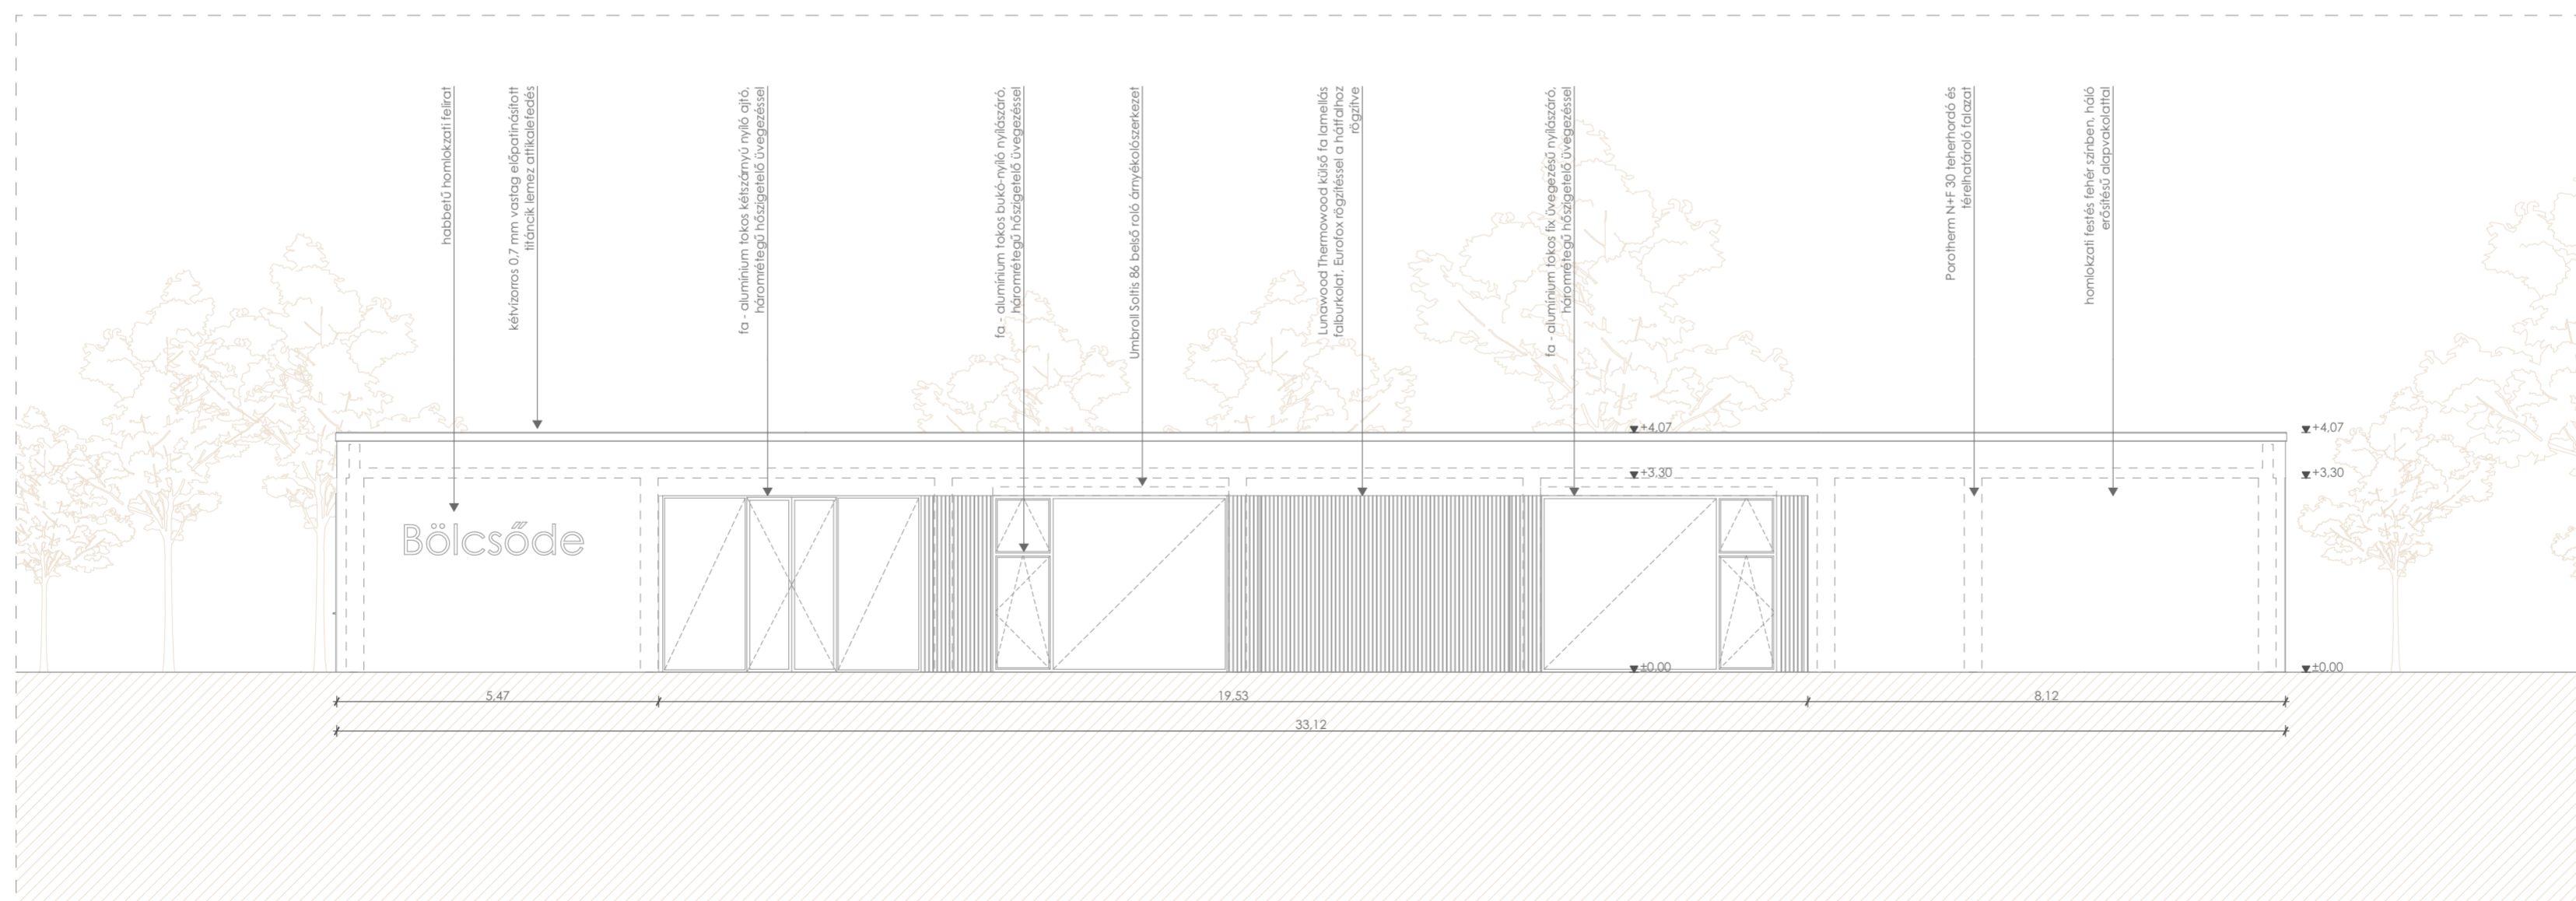 habbetű homlokzati felirat
kétvízorros 0,7 mm vastag előpatinásított
titáncik lemez attikalefedés
fa - alumínium tokos kétszárnyú nyíló ajtó,
háromrétegű hőszigetelő üvegezéssel
fa - alumínium tokos bukó-nyíló nyílászáró,
háromrétegű hőszigetelő üvegezéssel
Umbroll Soltis 86 belső roló árnyékolószerkezet
Lunawood Thermowood külső fa lamellás
falburkolat, Eurofox rögzítéssel a hátfalhoz
rögzítve
fa - alumínium tokos fix üvegezésű nyílászáró,
háromrétegű hőszigetelő üvegezéssel
Porotherm N+F 30 teherhordó és
térelhatároló falazat
homlokzati festés fehér színben, háló
erősítésű alapvakolattal
+4,07
+4,07
+3,30
+3,30
Bölcsőde
±0,00
±0,00
5,47
19,53
8,12
33,12